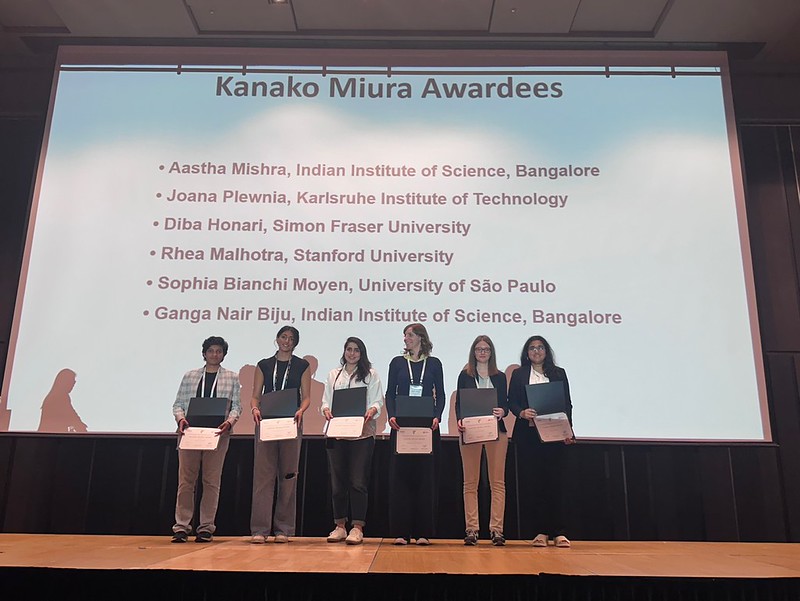 Kanako Miura Awardees
• Aastha Mishra, Indian Institute of Science, Bangalore
• Joana Plewnia, Karlsruhe Institute of Technology
• Diba Honari, Simon Fraser University
• Rhea Malhotra, Stanford University
• Sophia Bianchi Moyen, University of São Paulo
• Ganga Nair Biju, Indian Institute of Science, Bangalore